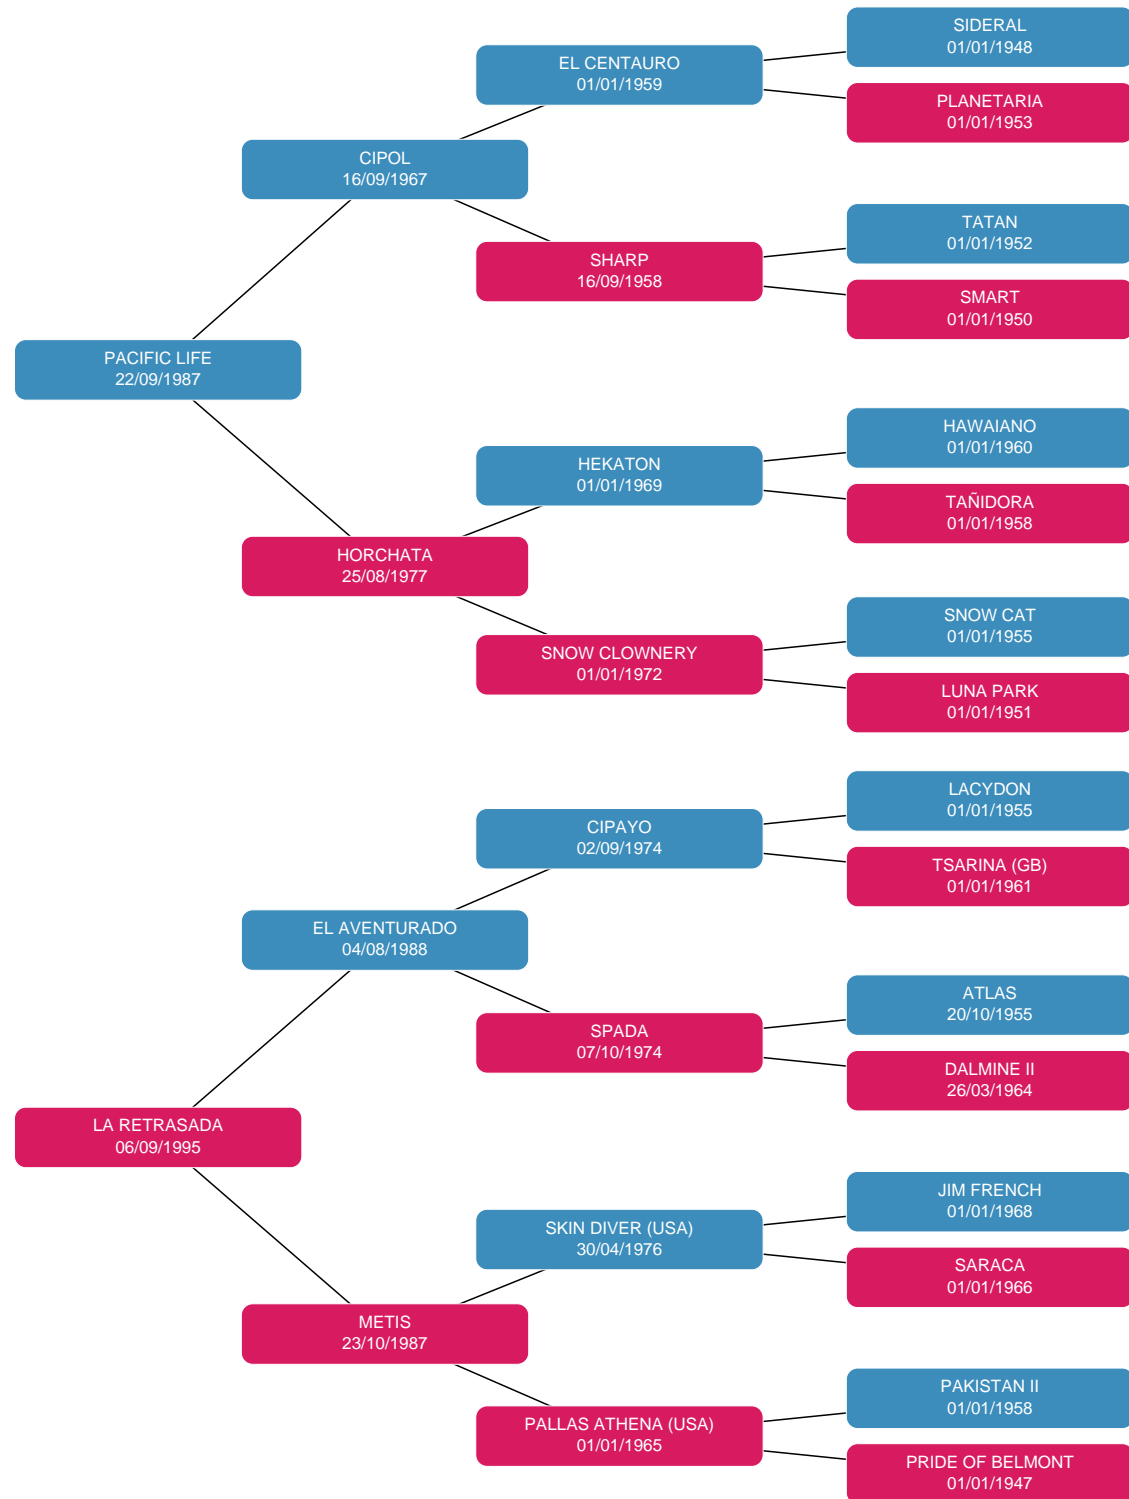 SIDERAL
01/01/1948
EL CENTAURO
01/01/1959
PLANETARIA
01/01/1953
CIPOL
16/09/1967
TATAN
01/01/1952
SHARP
16/09/1958
SMART
01/01/1950
PACIFIC LIFE
22/09/1987
HAWAIANO
01/01/1960
HEKATON
01/01/1969
TAÑIDORA
01/01/1958
HORCHATA
25/08/1977
SNOW CAT
01/01/1955
SNOW CLOWNERY
01/01/1972
LUNA PARK
01/01/1951
LACYDON
01/01/1955
CIPAYO
02/09/1974
TSARINA (GB)
01/01/1961
EL AVENTURADO
04/08/1988
ATLAS
20/10/1955
SPADA
07/10/1974
DALMINE II
26/03/1964
LA RETRASADA
06/09/1995
JIM FRENCH
01/01/1968
SKIN DIVER (USA)
30/04/1976
SARACA
01/01/1966
METIS
23/10/1987
PAKISTAN II
01/01/1958
PALLAS ATHENA (USA)
01/01/1965
PRIDE OF BELMONT
01/01/1947